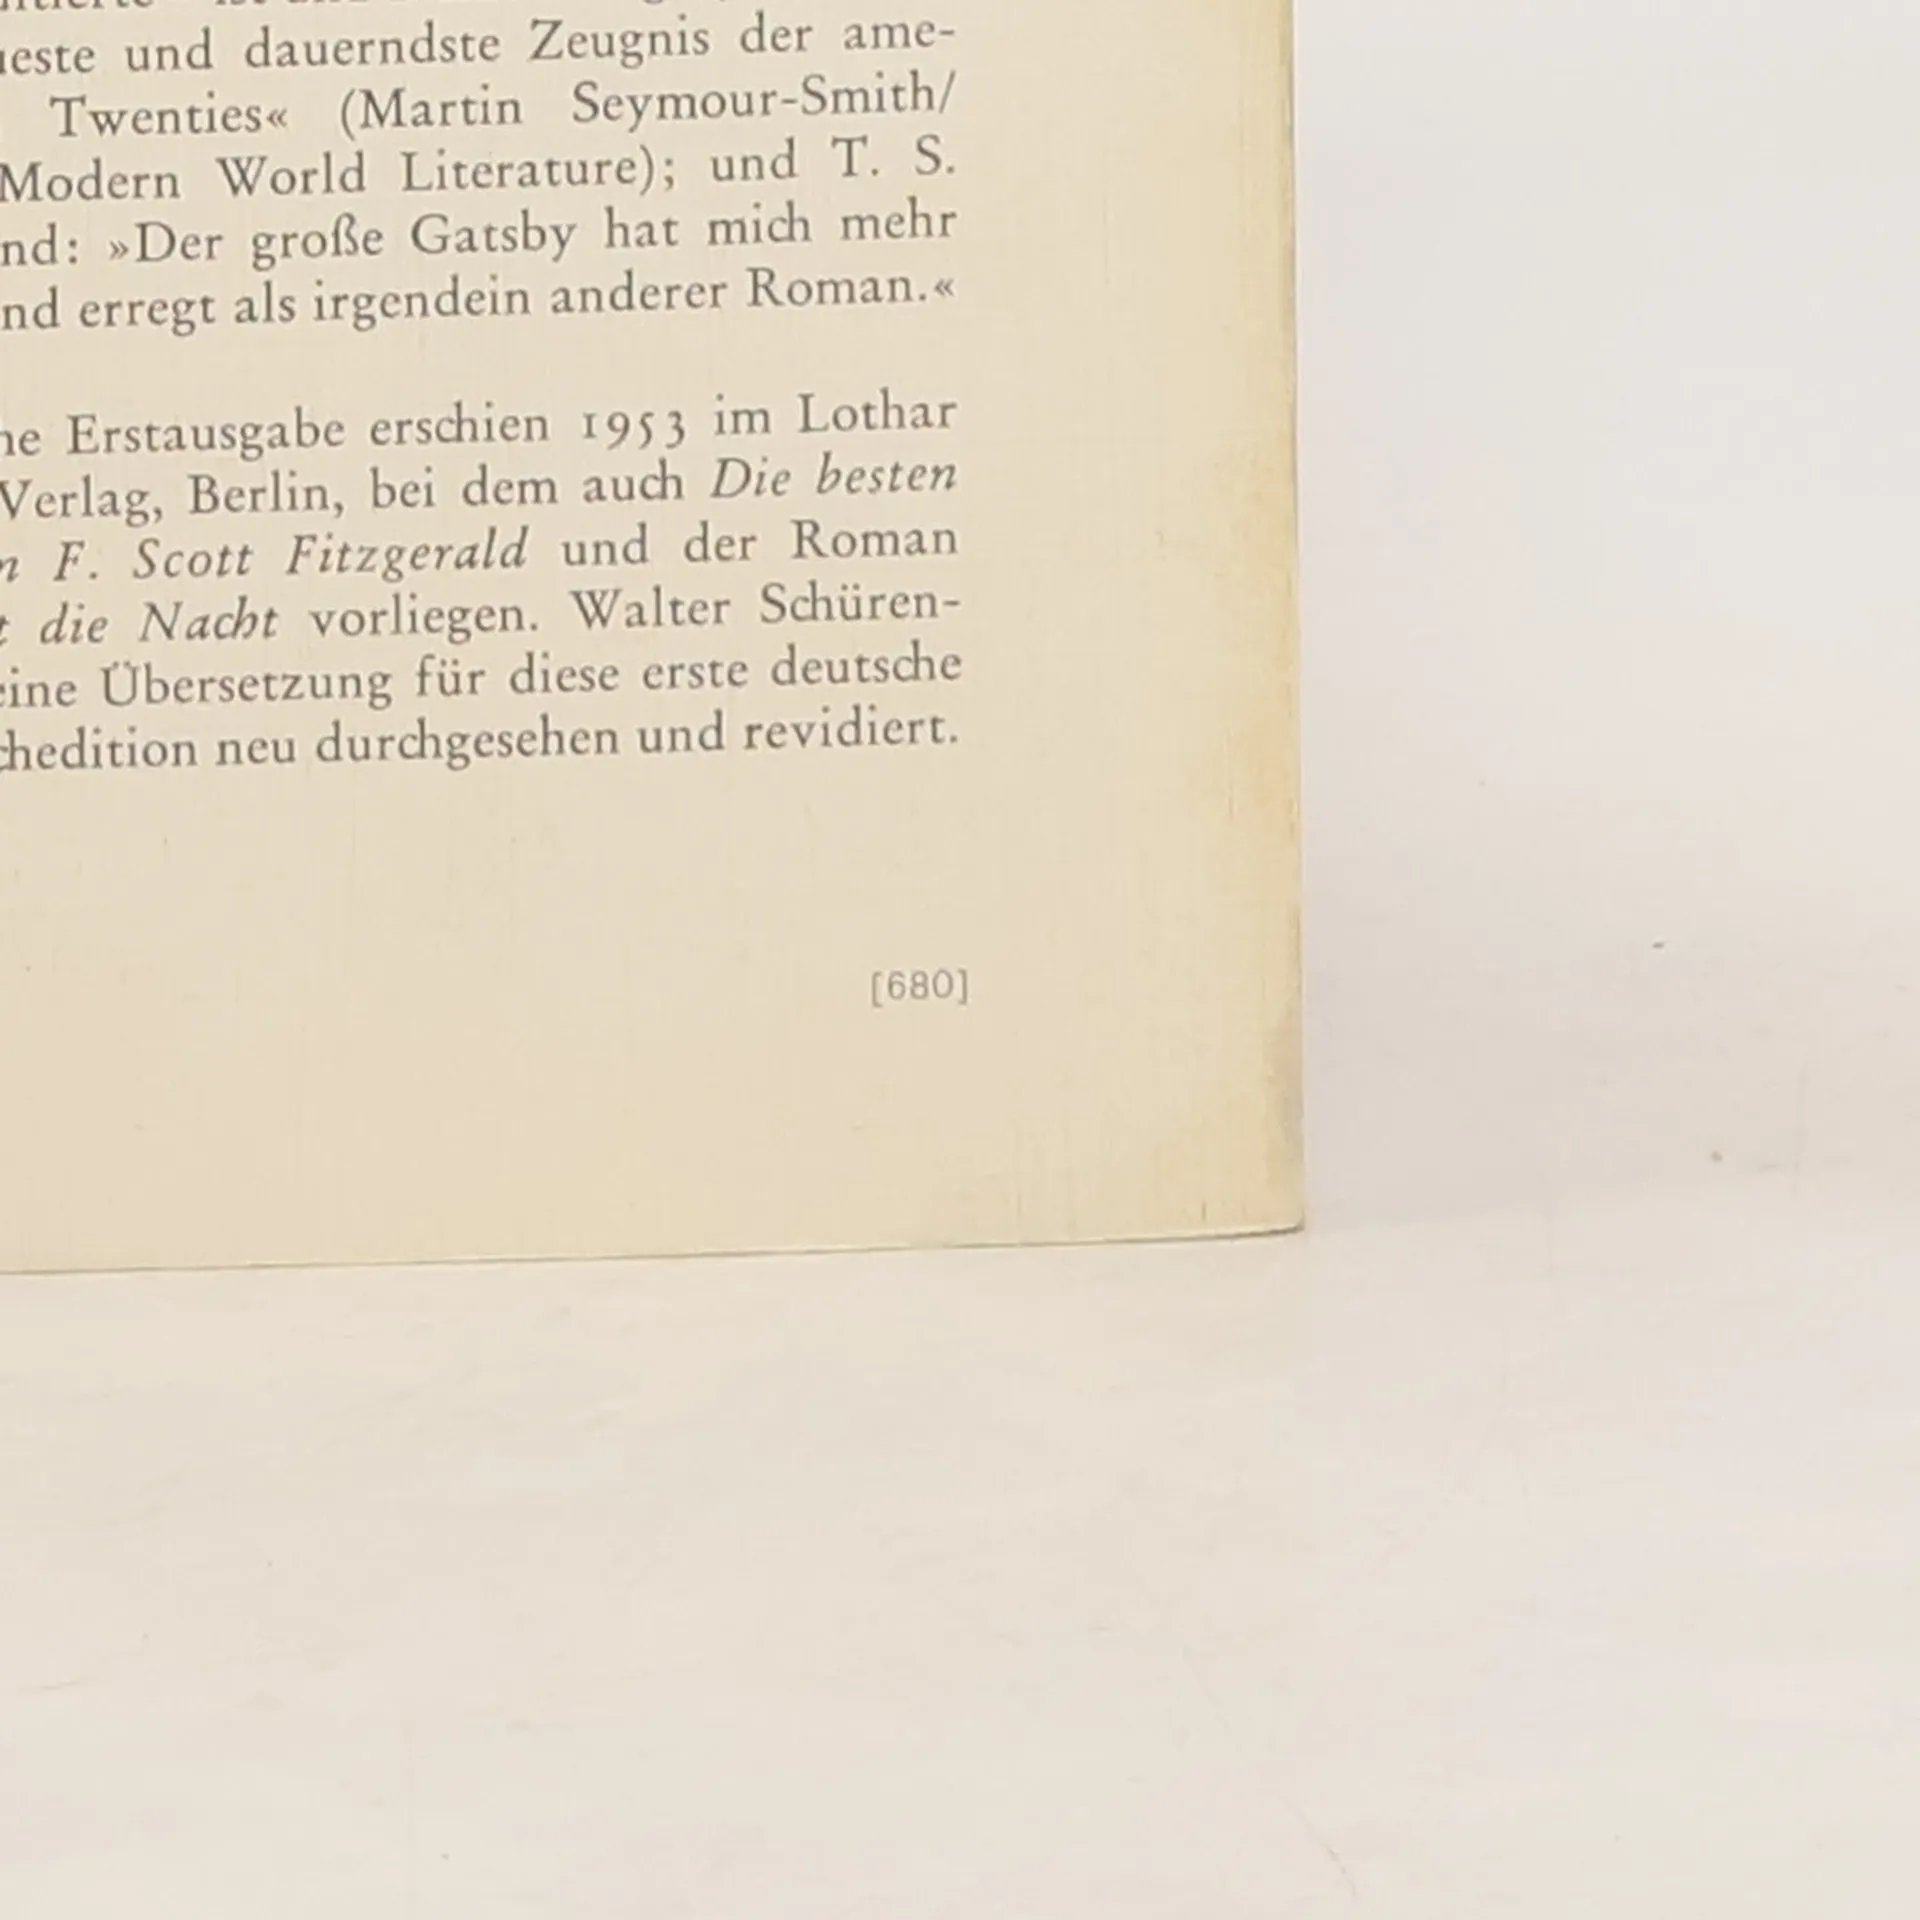 und dauerndste Zeugnis der ame-
Twenties« (Martin Seymour-Smith/
Modern World Literature); und T. S.
nd: »Der große Gatsby hat mich mehr
nd erregt als irgendein anderer Roman.«
ne Erstausgabe erschien 1953 im Lothar
Verlag, Berlin, bei dem auch Die besten
n F. Scott Fitzgerald und der Roman
t die Nacht vorliegen. Walter Schüren-
eine Übersetzung für diese erste deutsche
chedition neu durchgesehen und revidiert.
[680]